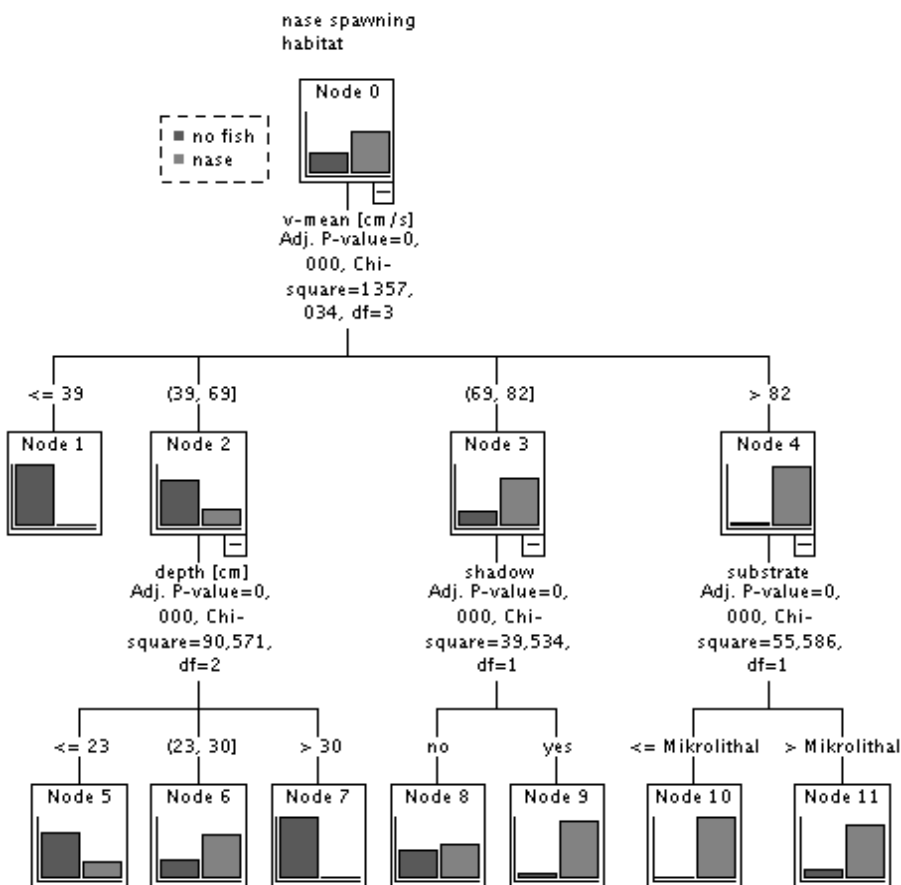 nase spawning
habitat
Node 0
no fish
nase
v-mean [cm/s]
Adj. P-value=0,
000, Chi-
square=1357,
034, df=3
<= 39
(39, 69]
(69, 82]
> 82
Node 1
Node 2
Node 3
Node 4
depth [cm]
Adj. P-value=0,
000, Chi-
square=90,571,
df=2
shadow
Adj. P-value=0,
000, Chi-
square=39,534,
df=1
substrate
Adj. P-value=0,
000, Chi-
square=55,586,
df=1
<= 23
(23, 30]
> 30
no
yes
<= Mikrolithal
> Mikrolithal
Node 5
Node 6
Node 7
Node 8
Node 9
Node 10
Node 11